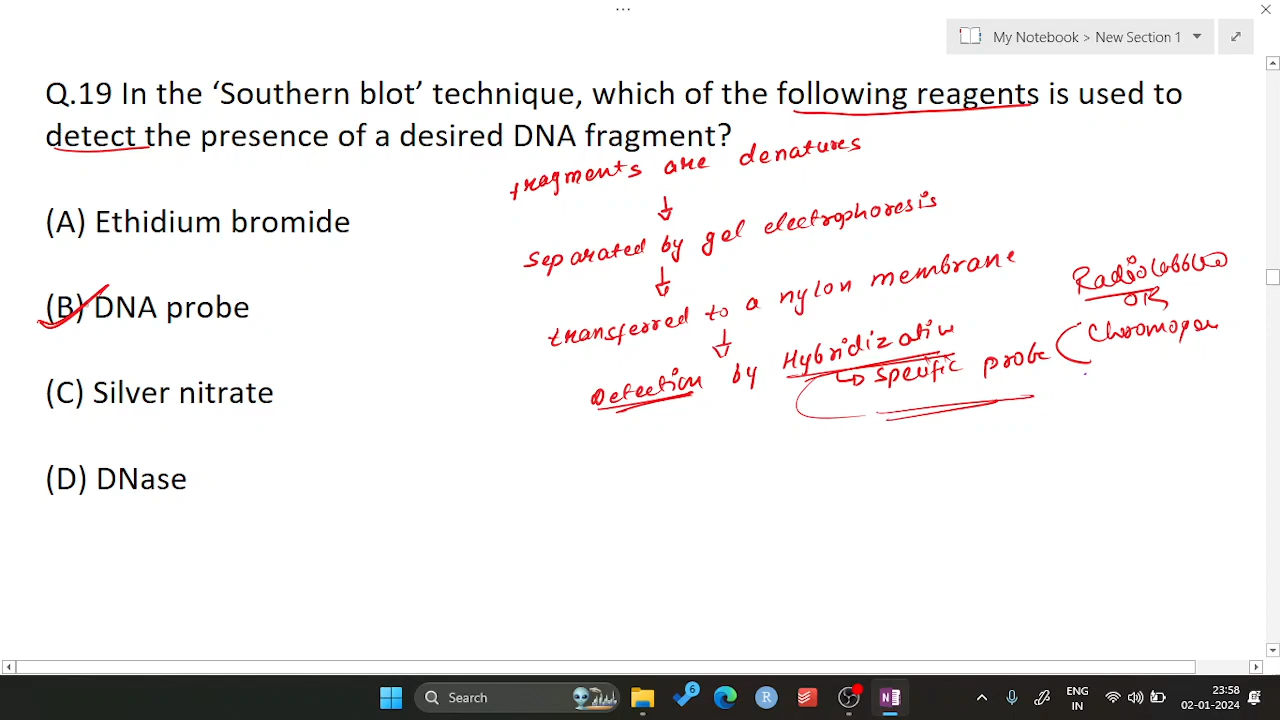 ...
My Notebook > New Section 1
Q.19 In the ‘Southern blot’ technique, which of the following reagents is used to
detect the presence of a desired DNA fragment?
fragments are denatures
(A) Ethidium bromide
separated by gel electrophoresis
(B) DNA probe
transferred to a nylon membrane
OR
Detection by Hybridization
specific probe
(C) Silver nitrate
(D) DNase
Search
6
R
ENG
IN
23:58
02-01-2024